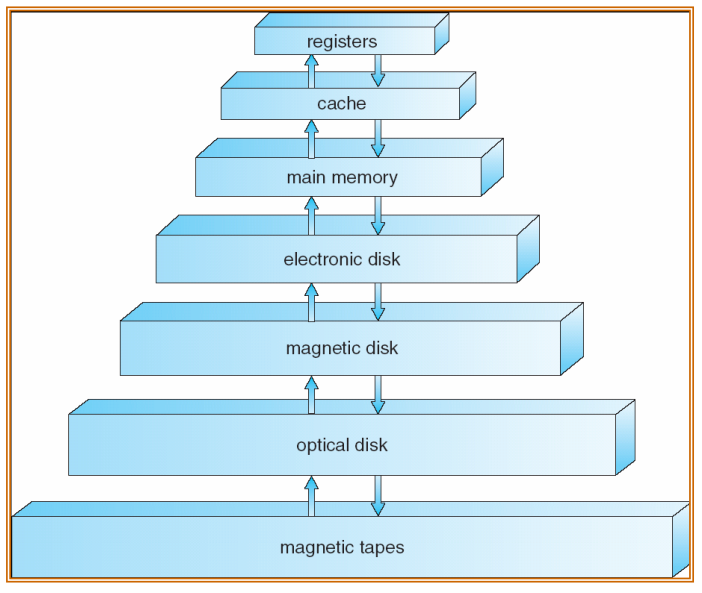 registers
cache
main memory
electronic disk
magnetic disk
optical disk
magnetic tapes